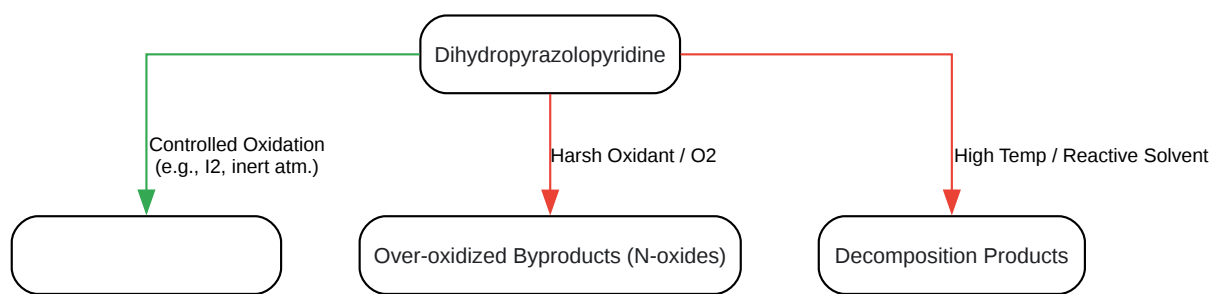 Dihydropyrazolopyridine
Controlled Oxidation
(e.g., I2, inert atm.)
Harsh Oxidant / O2
High Temp / Reactive Solvent
Over-oxidized Byproducts (N-oxides)
Decomposition Products